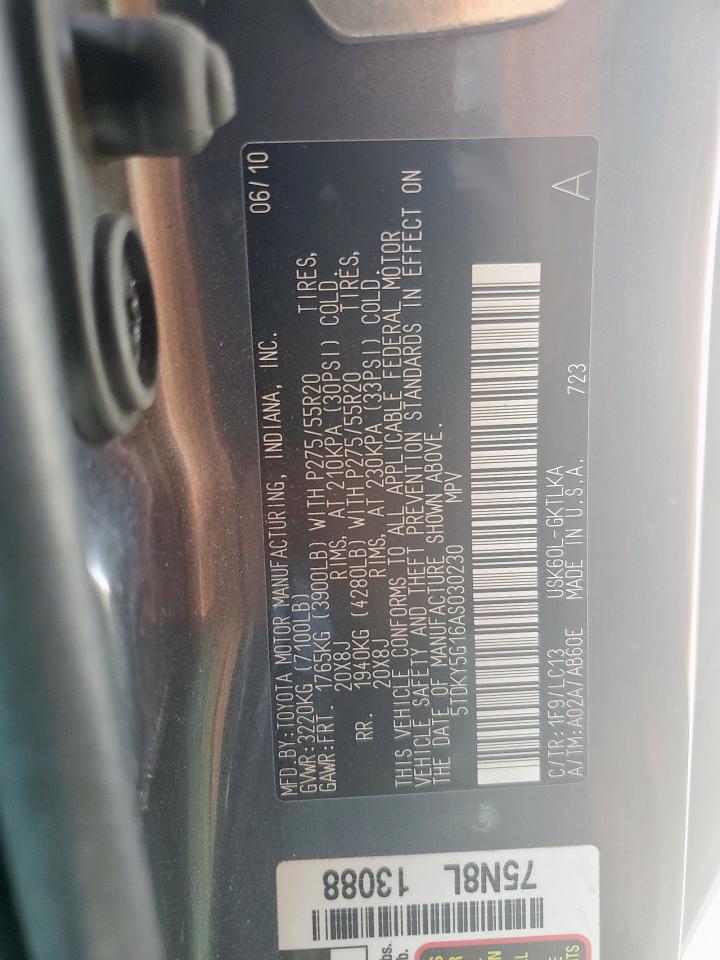 06/10
MFD.BY:TOYOTA MOTOR MANUFACTURING, INDIANA, INC.
GVWR:3220KG (7100LB)
GAWR:FRT. 1765KG (3900LB) WITH P275/55R20 TIRES,
20X8J RIMS, AT 210KPA (30PSI) COLD.
RR. 1940KG (4280LB) WITH P275/55R20 TIRES,
20X8J RIMS, AT 230KPA (33PSI) COLD.
THIS VEHICLE CONFORMS TO ALL APPLICABLE FEDERAL MOTOR
VEHICLE SAFETY AND THEFT PREVENTION STANDARDS IN EFFECT ON
THE DATE OF MANUFACTURE SHOWN ABOVE.
5TDKY5G16AS030230 MPV
C/TR:1F9/LC13 USK60L-GKTLKA
A/TM:A02A/AB60E MADE IN U.S.A. 723
A
75N8L
13088